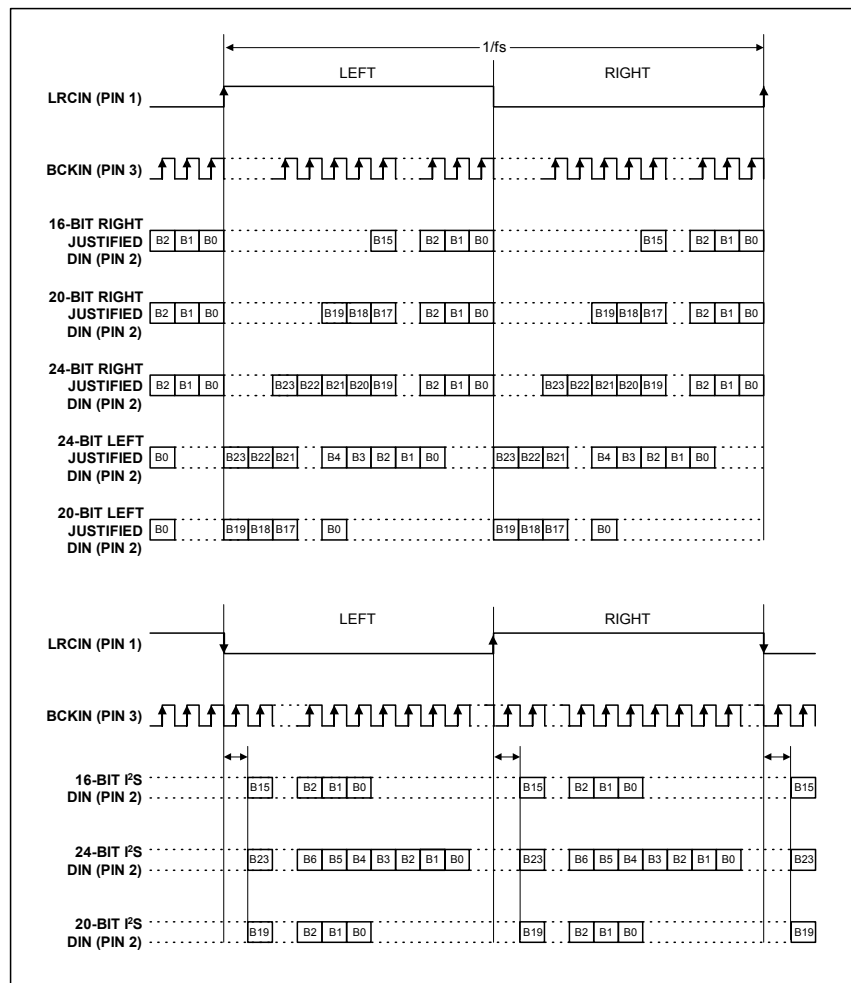 1/fs
LEFT RIGHT
LRCIN (PIN 1)
BCKIN (PIN 3)
16-BIT RIGHT
JUSTIFIED
DIN (PIN 2)
B2 B1 B0 B15 B2 B1 B0 B15 B2 B1 B0
20-BIT RIGHT
JUSTIFIED
DIN (PIN 2)
B2 B1 B0 B19 B18 B17 B2 B1 B0 B19 B18 B17 B2 B1 B0
24-BIT RIGHT
JUSTIFIED
DIN (PIN 2)
B2 B1 B0 B23 B22 B21 B20 B19 B2 B1 B0 B23 B22 B21 B20 B19 B2 B1 B0
24-BIT LEFT
JUSTIFIED
DIN (PIN 2)
B0 B23 B22 B21 B4 B3 B2 B1 B0 B23 B22 B21 B4 B3 B2 B1 B0
20-BIT LEFT
JUSTIFIED
DIN (PIN 2)
B0 B19 B18 B17 B0 B19 B18 B17 B0
LEFT RIGHT
LRCIN (PIN 1)
BCKIN (PIN 3)
16-BIT I²S
DIN (PIN 2)
B15 B2 B1 B0 B15 B2 B1 B0 B15
24-BIT I²S
DIN (PIN 2)
B23 B6 B5 B4 B3 B2 B1 B0 B23 B6 B5 B4 B3 B2 B1 B0 B23
20-BIT I²S
DIN (PIN 2)
B19 B2 B1 B0 B19 B2 B1 B0 B19